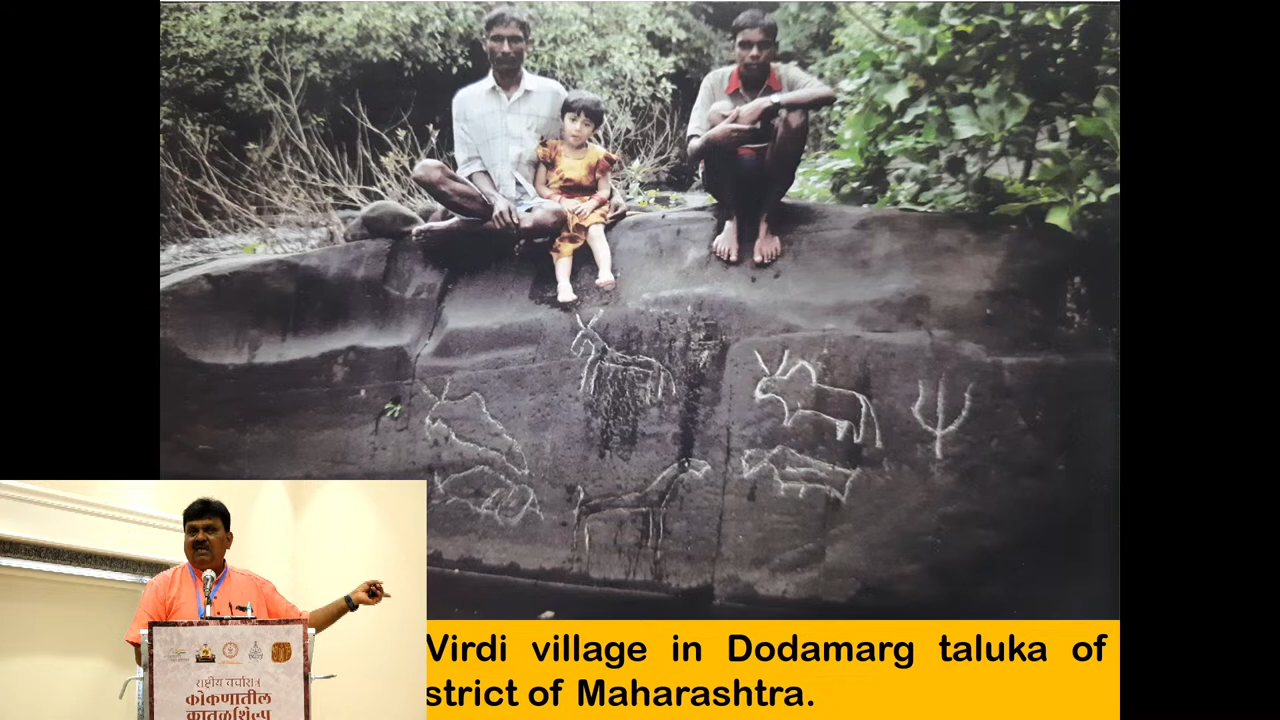 Virdi village in Dodamarg taluka of
strict of Maharashtra.
राष्ट्रीय चर्चासत्र
कोकणातील
कातळशिल्प